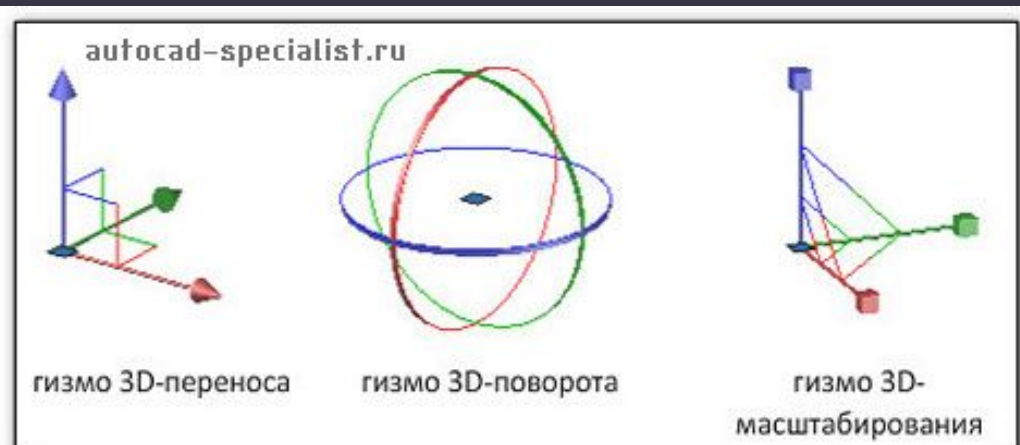 autocad-specialist.ru
гизмо 3D-переноса
гизмо 3D-поворота
гизмо 3D-
масштабирования